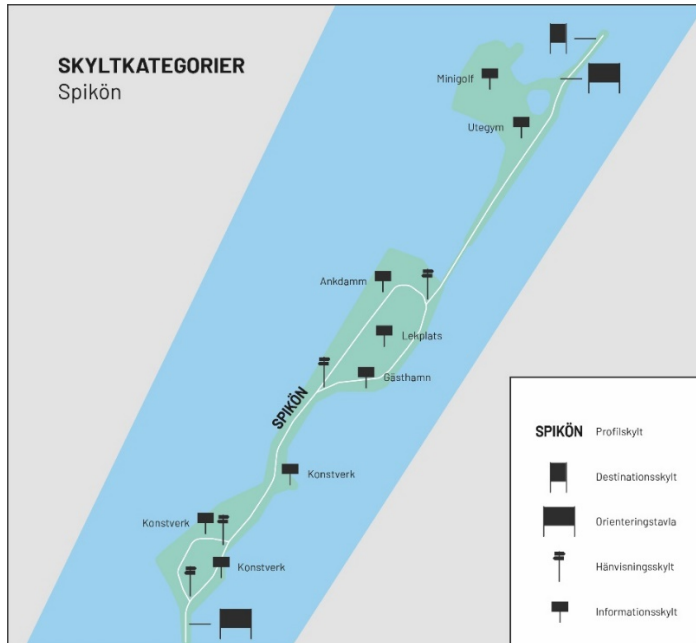 SKYLTKATEGORIER
Spikön
Minigolf
Utegym
Ankdamm
Lekplats
Gästhamn
SPIKÖN
Konstverk
Konstverk
Konstverk
SPIKÖN Profilskylt
Destinationsskylt
Orienteringstavla
Hänvisningsskylt
Informationsskylt